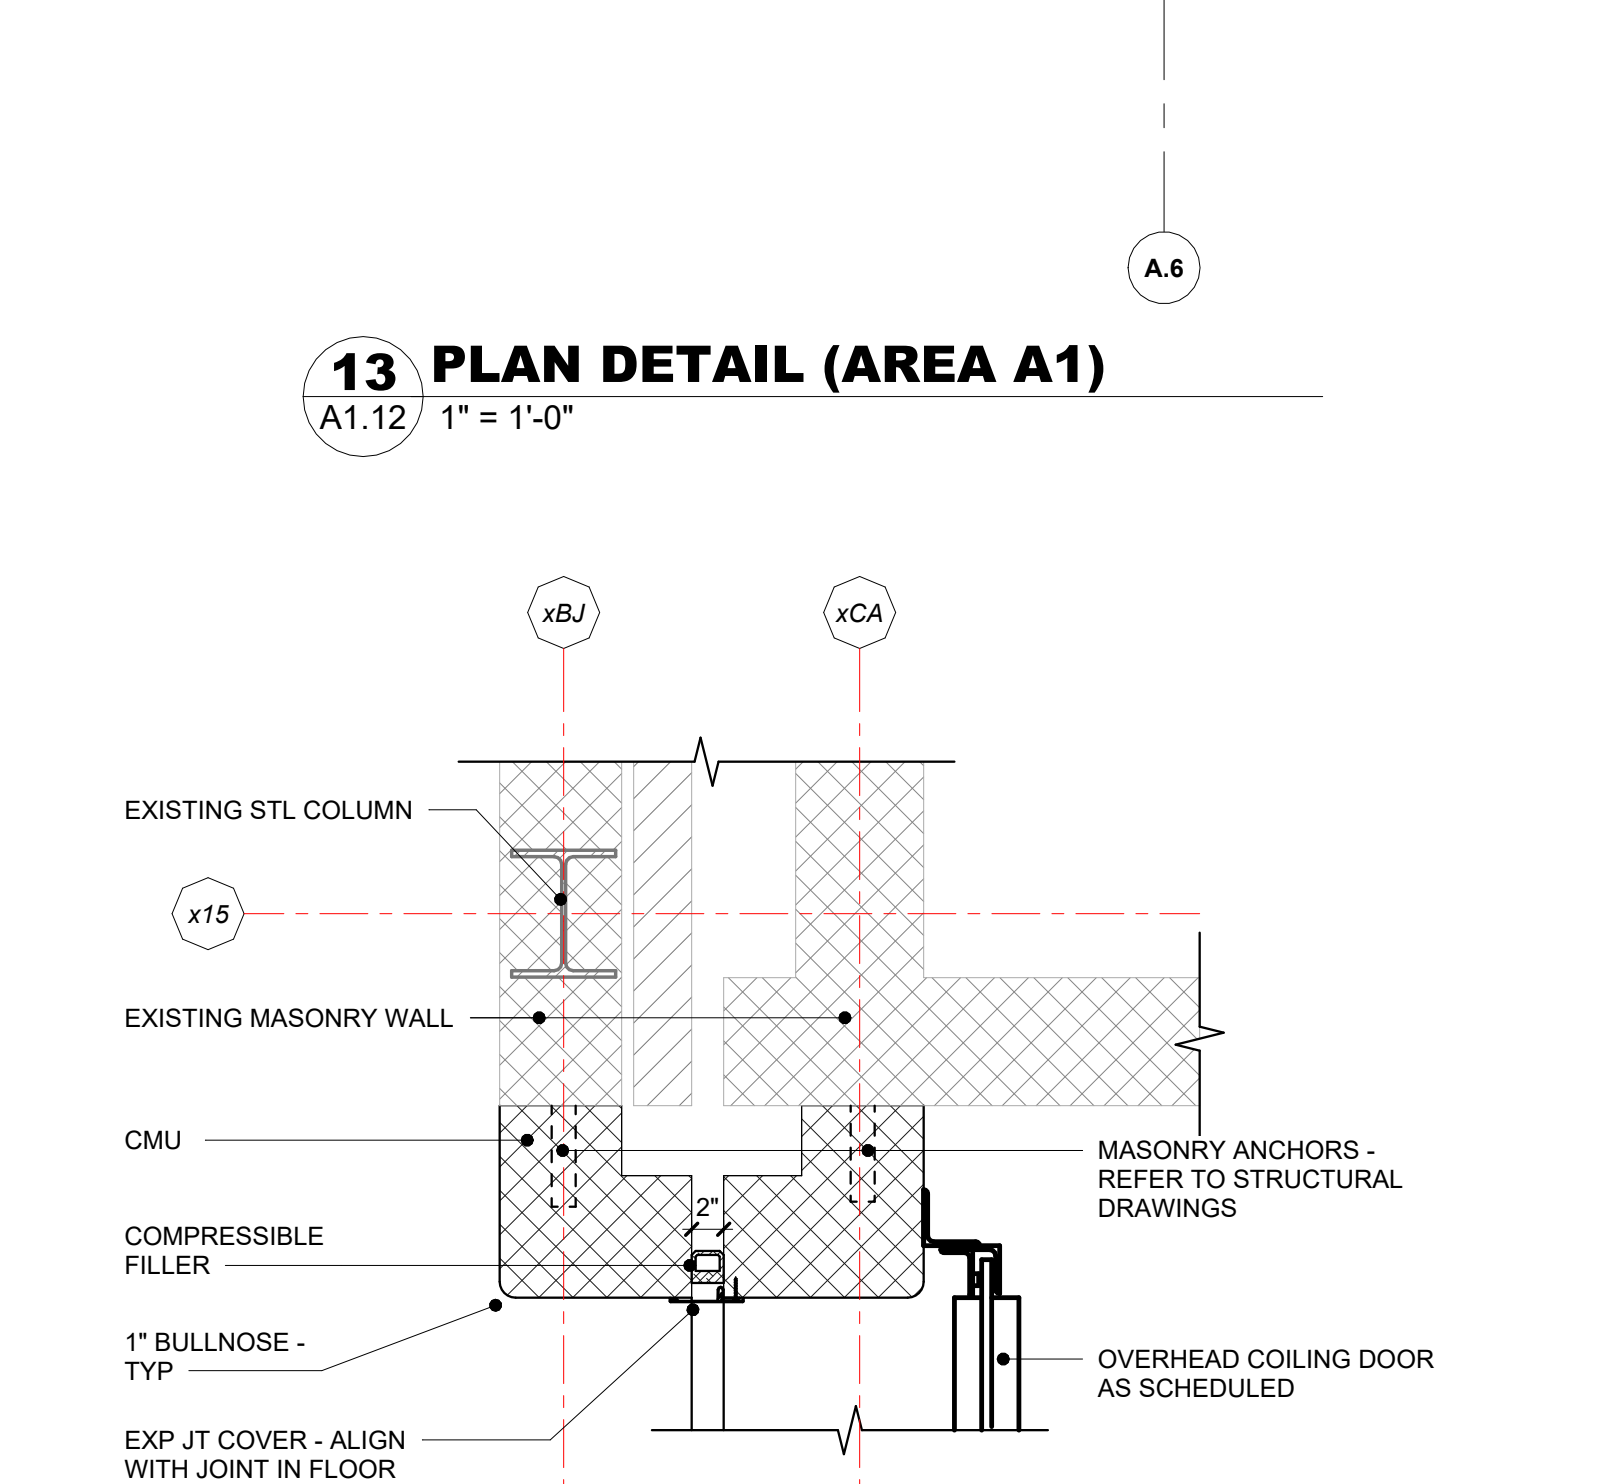 A.6
13
PLAN DETAIL (AREA A1)
A1.12
1" = 1'-0"
xBJ
xCA
EXISTING STL COLUMN
x15
EXISTING MASONRY WALL
CMU
MASONRY ANCHORS -
REFER TO STRUCTURAL
DRAWINGS
2"
COMPRESSIBLE
FILLER
1" BULLNOSE -
TYP
OVERHEAD COILING DOOR
AS SCHEDULED
EXP JT COVER - ALIGN
WITH JOINT IN FLOOR